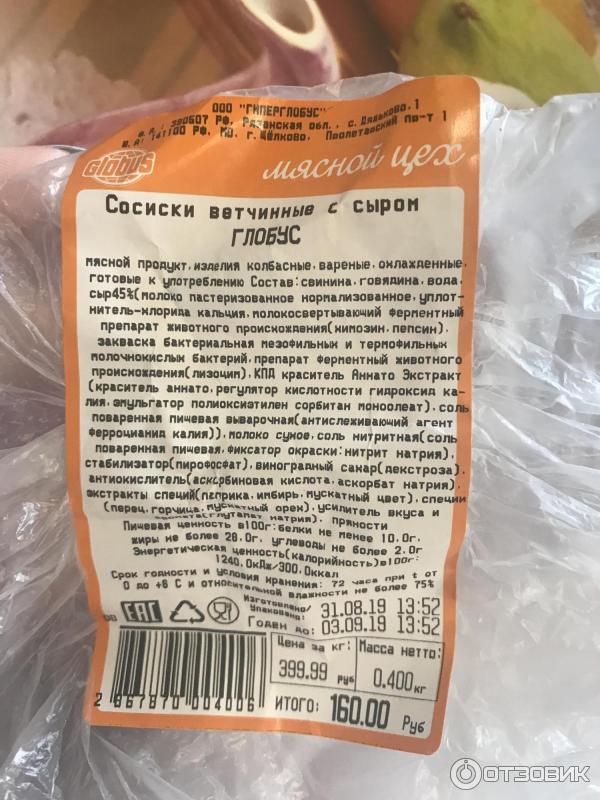 ООО "ГИПЕРГЛОБУС"
390507 РФ, Рязанская обл., с. Дядьково, 1
141100 РФ, МО, г. Щёлково, Пролетарский пр-т 1
Globus
мясной цех
Сосиски ветчинные с сыром
ГЛОБУС
мясной продукт, изделия колбасные, вареные, охлажденные,
готовые к употреблению Состав:свинина, говядина, вода,
сыр45%(молоко пастеризованное нормализованное, уплот-
нитель-хлорида кальция, молокосвертывающий ферментный
препарат животного происхождения(химозин, пепсин),
закваска бактериальная мезофильных и термофильных
молочнокислых бактерий, препарат ферментный животного
происхождения(лизоцим), КПД краситель Аннато Экстракт
(краситель аннато, регулятор кислотности гидроксид ка-
лия, эмульгатор полиоксиэтилен сорбитан моноолеат), соль
поваренная пищевая выварочная(антислеживающий агент
ферроцианид калия)), молоко сухое, соль нитритная(соль
поваренная пищевая, фиксатор окраски: нитрит натрия),
стабилизатор(пирофосфат), виноградный сахар(декстроза),
антиокислитель(аскорбиновая кислота, аскорбат натрия),
экстракты специй(паприка, имбирь, мускатный цвет), специи
(перец, горчица, мускатный орех), усилитель вкуса и
аромата(глутамат натрия), пряности
Пищевая ценность в100г: белки не менее 10.0г,
жиры не более 28.0г, углеводы не более 2.0г
Энергетическая ценность(калорийность)в100г:
1240,0кДж/300,0ккал
Срок годности и условия хранения: 72 часа при t от
0 до +6 С и относительной влажности не более 75%
EAC
Изготовлено/
Упаковано: 31.08.19 13:52
Годен до: 03.09.19 13:52
Цена за кг: Масса нетто:
399.99 Руб 0.400 кг
2 867970 004006
ИТОГО: 160.00 Руб
ОТЗОВИК